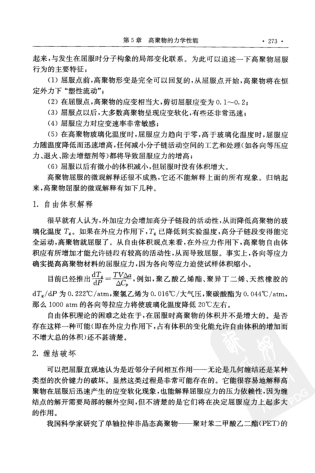 第5章 高聚物的力学性能 · 273 ·
起来,与发生在屈服时分子构象的局部变化联系。为此可以追述一下高聚物屈服
行为的主要特征:
(1) 屈服点前,高聚物形变是完全可以回复的,从屈服点开始,高聚物将在恒
定外力下“塑性流动”;
(2) 在屈服点,高聚物的应变相当大,剪切屈服应变为 0.1~0.2;
(3) 屈服点以后,大多数高聚物呈现应变软化,有些还非常迅速;
(4) 屈服应力对应变速率非常敏感;
(5) 在高聚物玻璃化温度时,屈服应力趋向于零,高于玻璃化温度时,屈服应力
随温度降低而迅速增高,任何减小分子链活动空间的工艺和处理(如各等方压
力、退火、除去增塑剂等)都将导致屈服应力的增高;
(6) 屈服前有微小的体积减小,但屈服时没有体积增大。
高聚物屈服的微观解释还很不成熟,它还不能解释上面的所有现象。归纳起
来,高聚物屈服的微观解释有如下几种。
1. 自由体积解释
很早就有人认为,外加应力会增加高分子链段的活动性,从而降低高聚物的玻
璃化温度 Tg。如果在外加应力作用下,Tg 已降低到实验温度,高分子链段变得能完
全运动,高聚物就屈服了。从自由体积观点来看,在外应力作用下,高聚物自由体
积应有所增加才能允许链段有较高的活动性,从而导致屈服。事实上,各向等应力
确实提高高聚物材料的屈服应力,因为各向等应力迫使试样体积缩小。
目前已经推出 dTg/dP = TVΔα/ΔCp,例如,聚乙酸乙烯酯、聚异丁二烯、天然橡胶的
dTg/dP 为 0.222℃/atm,聚氯乙烯为 0.016℃/大气压,聚碳酸酯为 0.044℃/atm,
那么 1000 atm 的各向等拉力将使玻璃化温度降低 20℃左右。
自由体积理论的困难之处在于,在屈服时高聚物的体积并不是增大的。是否
存在这样一种可能(即在外应力作用下,占有体积的变化能允许自由体积的增加而
不增大总的体积),还是很有争论的。
2. 缠结破坏
可以把屈服直观地认为是近邻分子间相互作用——无论是几何缠结还是某种
类型的次价键力的破坏。显然这过程是非常吸引人的。它可能很容易地解释高
聚物在屈服后迅速产生的应变软化现象,也能解释屈服应力的压力依赖性,因为缠
结点的解开需要局部的额外空间,但不清楚的是它们的减少在决定屈服应力上起多
大的作用。
我国科学家研究了单轴拉伸非晶态高聚物——聚对苯二甲酸乙二酯(PET)的